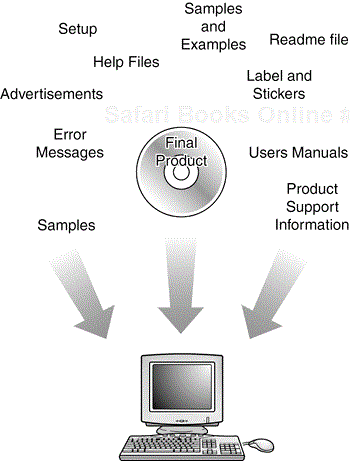 Setup
Samples
and
Examples
Readme file
Help Files
Advertisements
Label and
Stickers
Safari Books Online #
Error
Messages
Final
Product
Users Manuals
Product
Support
Information
Samples